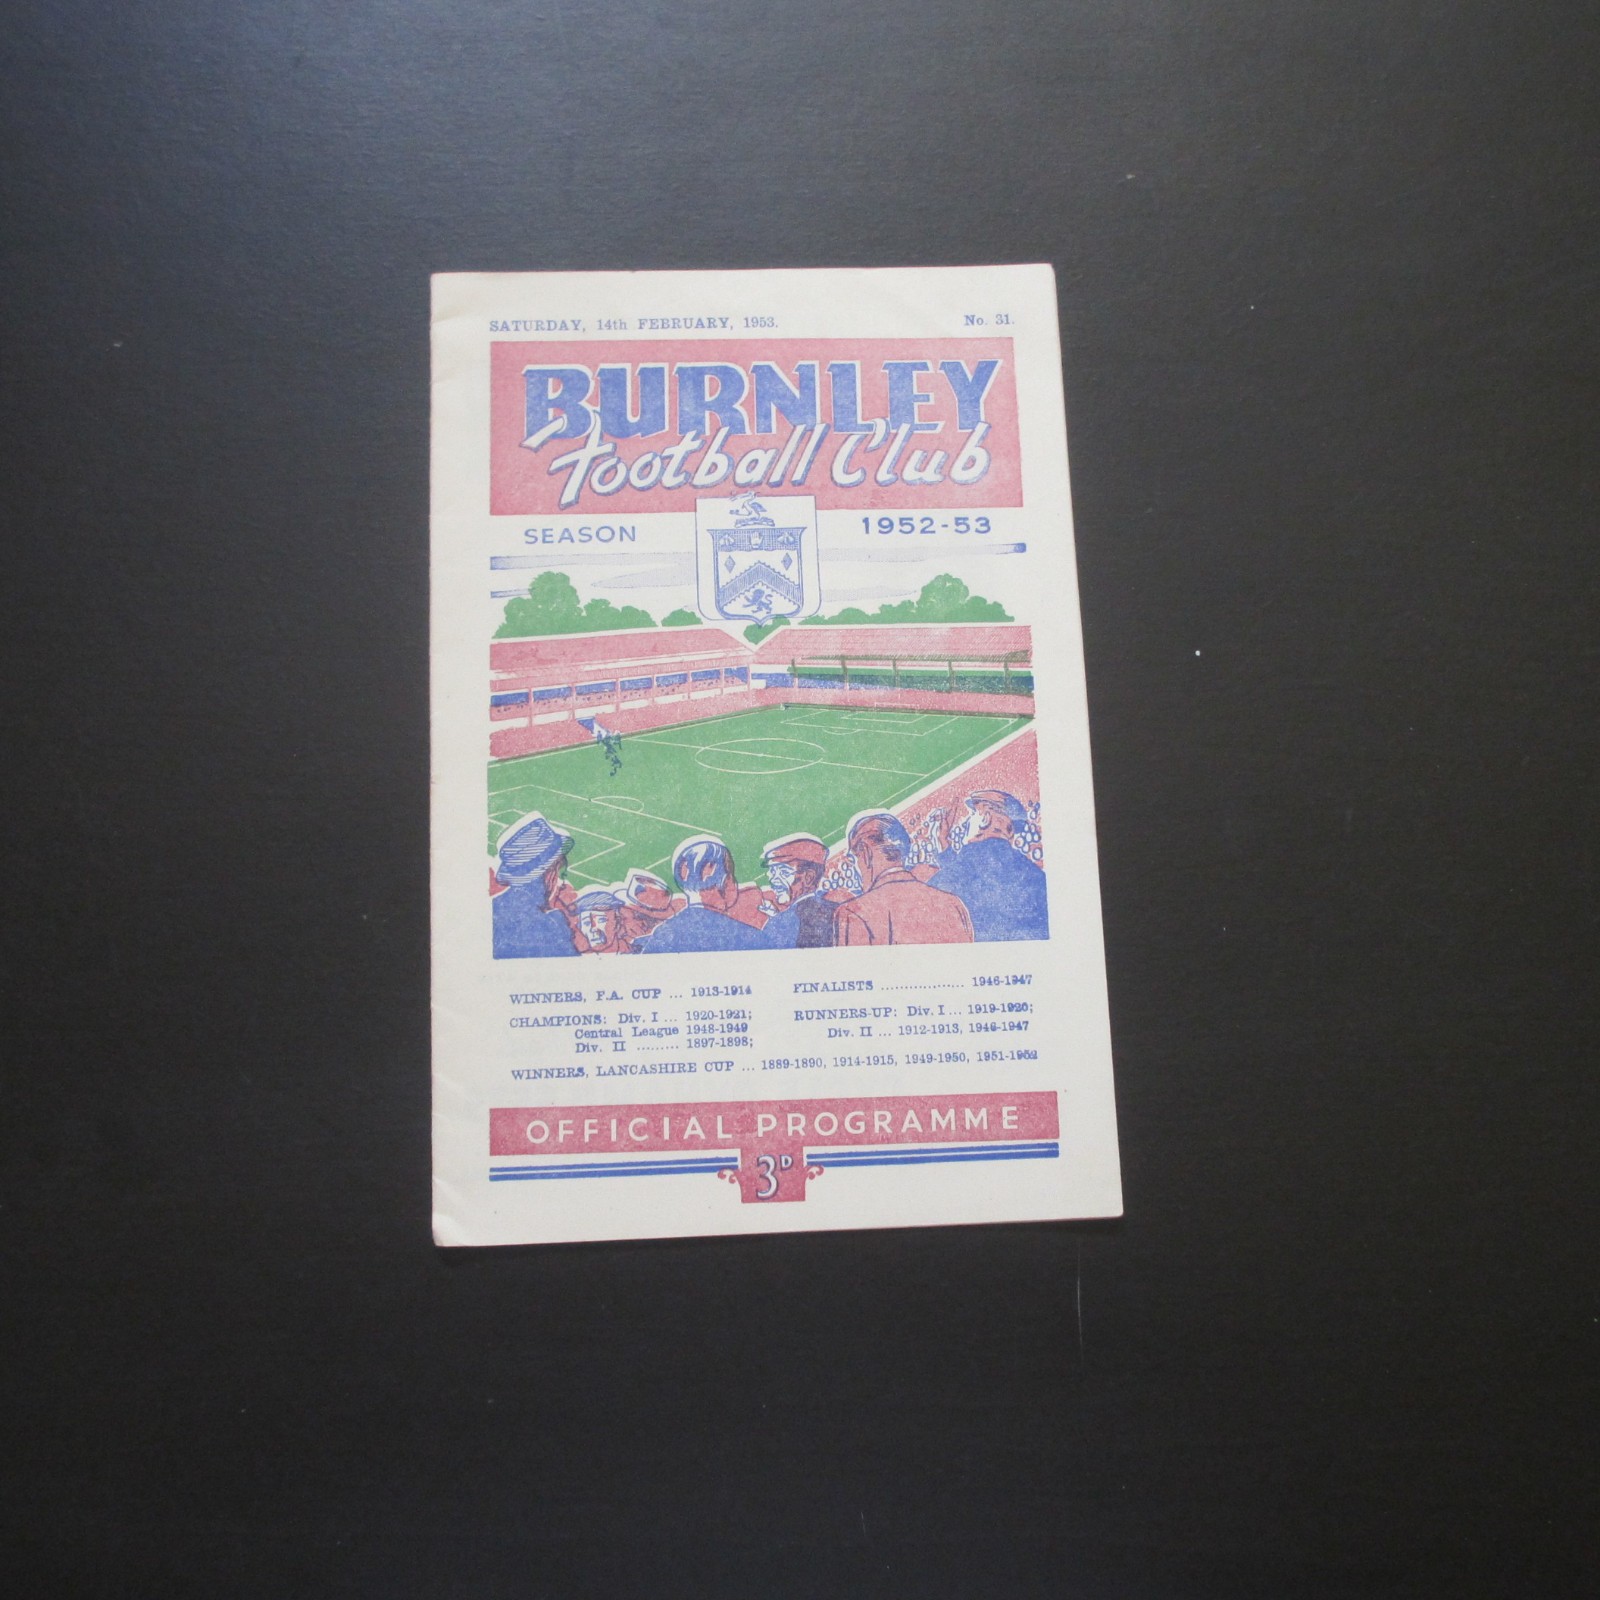 SATURDAY, 14th FEBRUARY, 1953. No. 31.
BURNLEY
Football Club
SEASON 1952-53
WINNERS, F.A. CUP ... 1913-1914 FINALISTS .................. 1946-1947
CHAMPIONS: Div. I ... 1920-1921; RUNNERS-UP: Div. I ... 1919-1920;
Central League 1948-1949 Div. II ... 1912-1913, 1946-1947
Div. II ......... 1897-1898;
WINNERS, LANCASHIRE CUP ... 1889-1890, 1914-1915, 1949-1950, 1951-1952
OFFICIAL PROGRAMME
3D